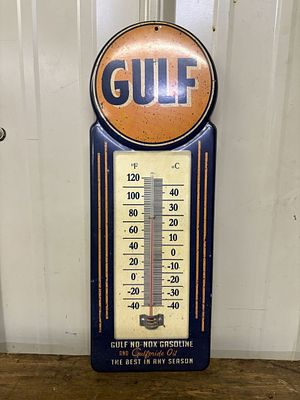 GULF
°F °C
120
100 40
80 30
60 20
40 10
20 0
0° -10
-20 -20
-40 -30
-40
GULF NO-NOX GASOLINE
AND Gulfpride Oil
THE BEST IN ANY SEASON